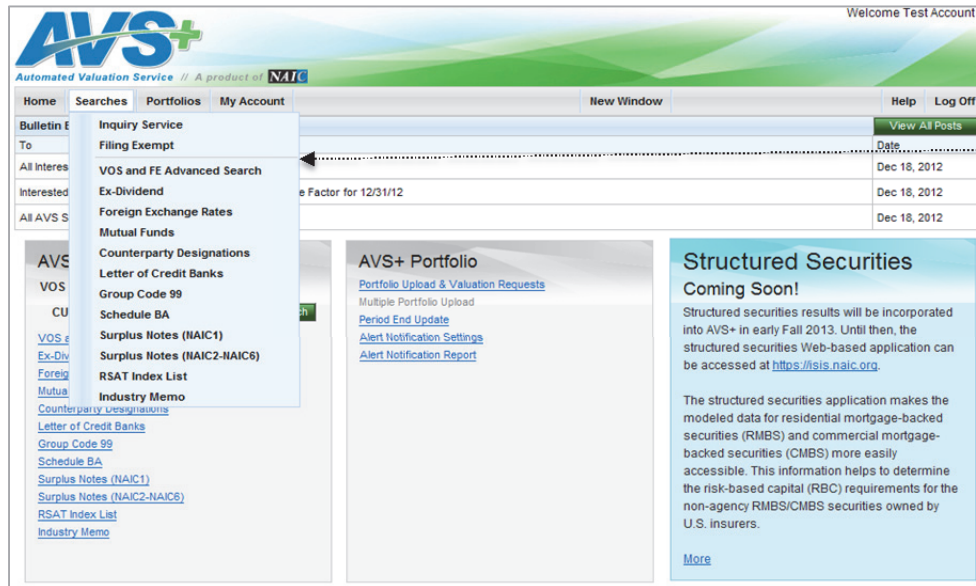 Welcome Test Account
AVS+
Automated Valuation Service // A product of NAIC
Home Searches Portfolios My Account New Window Help Log Off
Bulletin View All Posts
To Date
All Interes Dec 18, 2012
Interested e Factor for 12/31/12 Dec 18, 2012
All AVS S Dec 18, 2012
Inquiry Service
Filing Exempt
VOS and FE Advanced Search
Ex-Dividend
Foreign Exchange Rates
Mutual Funds
Counterparty Designations
Letter of Credit Banks
Group Code 99
Schedule BA
Surplus Notes (NAIC1)
Surplus Notes (NAIC2-NAIC6)
RSAT Index List
Industry Memo
AVS
VOS
CU
VOS
Ex-Div
Foreig
Mutua
Counterparty Designations
Letter of Credit Banks
Group Code 99
Schedule BA
Surplus Notes (NAIC1)
Surplus Notes (NAIC2-NAIC6)
RSAT Index List
Industry Memo
AVS+ Portfolio
Portfolio Upload & Valuation Requests
Multiple Portfolio Upload
Period End Update
Alert Notification Settings
Alert Notification Report
Structured Securities
Coming Soon!
Structured securities results will be incorporated
into AVS+ in early Fall 2013. Until then, the
structured securities Web-based application can
be accessed at https://isis.naic.org.
The structured securities application makes the
modeled data for residential mortgage-backed
securities (RMBS) and commercial mortgage-
backed securities (CMBS) more easily
accessible. This information helps to determine
the risk-based capital (RBC) requirements for the
non-agency RMBS/CMBS securities owned by
U.S. insurers.
More